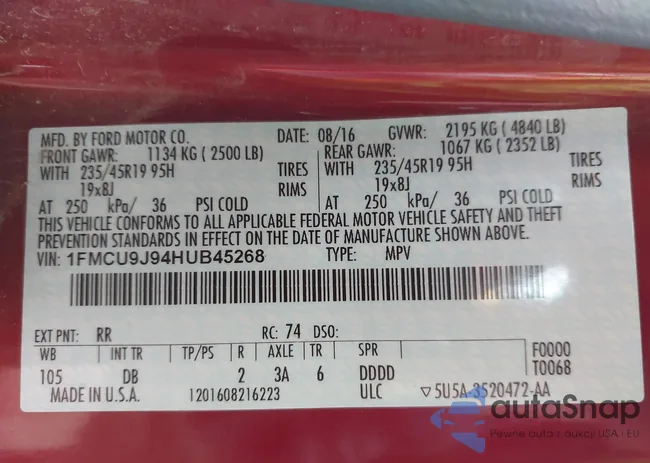 MFD. BY FORD MOTOR CO. DATE: 08/16 GVWR: 2195 KG ( 4840 LB)
FRONT GAWR: 1134 KG ( 2500 LB) REAR GAWR: 1067 KG ( 2352 LB)
WITH 235/45R19 95H TIRES WITH 235/45R19 95H TIRES
19x8J RIMS 19x8J RIMS
AT 250 kPa/ 36 PSI COLD AT 250 kPa/ 36 PSI COLD
THIS VEHICLE CONFORMS TO ALL APPLICABLE FEDERAL MOTOR VEHICLE SAFETY AND THEFT
PREVENTION STANDARDS IN EFFECT ON THE DATE OF MANUFACTURE SHOWN ABOVE.
VIN: 1FMCU9J94HUB45268 TYPE: MPV
EXT PNT: RR RC: 74 DSO:
WB INT TR TP/PS R AXLE TR SPR F0000
105 DB 2 3A 6 DDDD T0068
MADE IN U.S.A. 1201608216223 ULC ▽5U5A-3520472-AA
autoSnap
Pewne auta z aukcji USA i EU